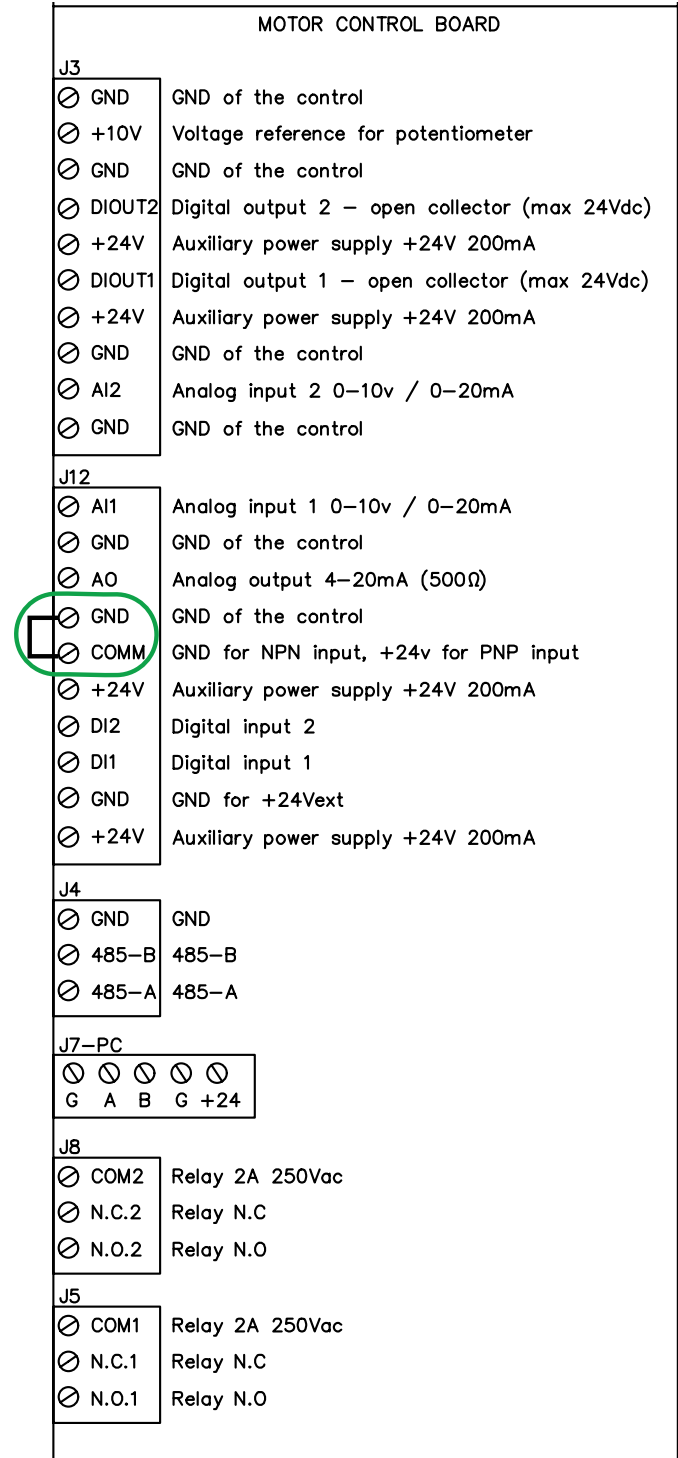 MOTOR CONTROL BOARD
J3
GND GND of the control
+10V Voltage reference for potentiometer
GND GND of the control
DIOUT2 Digital output 2 – open collector (max 24Vdc)
+24V Auxiliary power supply +24V 200mA
DIOUT1 Digital output 1 – open collector (max 24Vdc)
+24V Auxiliary power supply +24V 200mA
GND GND of the control
AI2 Analog input 2 0–10v / 0–20mA
GND GND of the control
J12
AI1 Analog input 1 0–10v / 0–20mA
GND GND of the control
AO Analog output 4–20mA (500Ω)
GND GND of the control
COMM GND for NPN input, +24v for PNP input
+24V Auxiliary power supply +24V 200mA
DI2 Digital input 2
DI1 Digital input 1
GND GND for +24Vext
+24V Auxiliary power supply +24V 200mA
J4
GND GND
485–B 485–B
485–A 485–A
J7–PC
G A B G +24
J8
COM2 Relay 2A 250Vac
N.C.2 Relay N.C
N.O.2 Relay N.O
J5
COM1 Relay 2A 250Vac
N.C.1 Relay N.C
N.O.1 Relay N.O